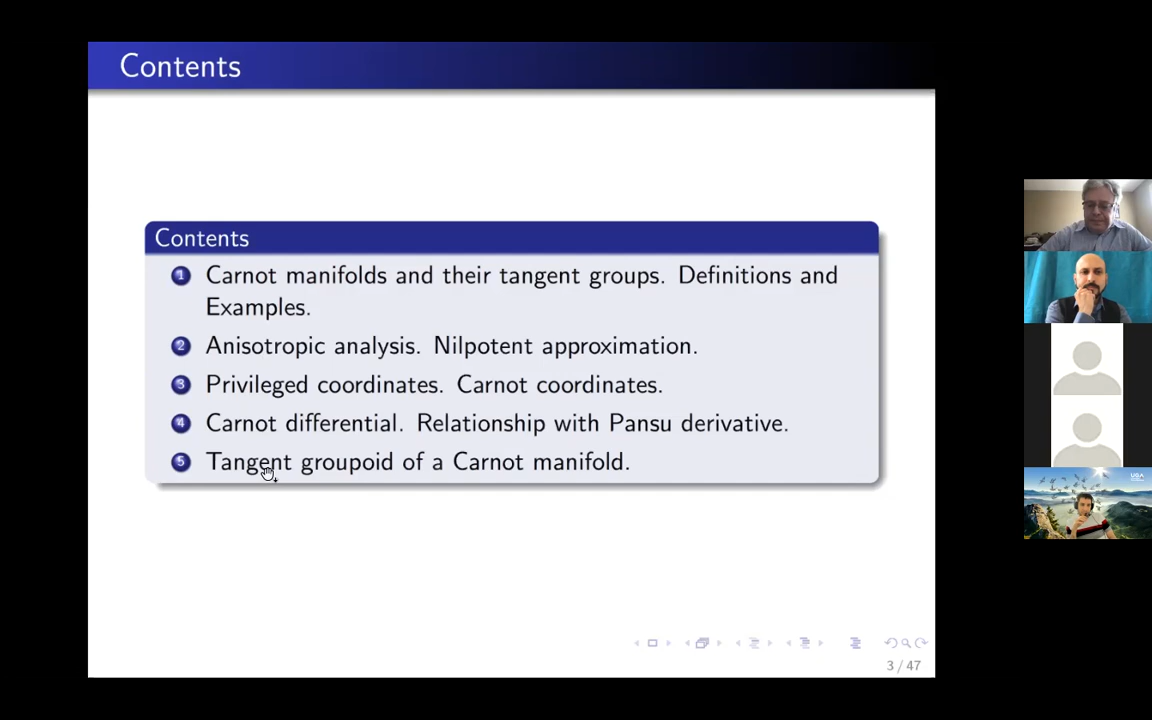 Contents
Contents
1 Carnot manifolds and their tangent groups. Definitions and
Examples.
2 Anisotropic analysis. Nilpotent approximation.
3 Privileged coordinates. Carnot coordinates.
4 Carnot differential. Relationship with Pansu derivative.
5 Tangent groupoid of a Carnot manifold.
3 / 47
UGA